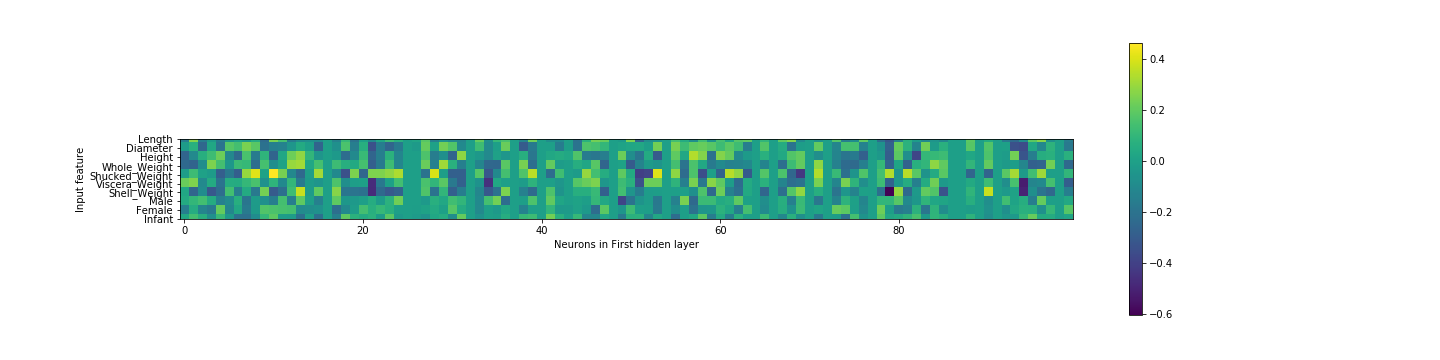 Input feature
Length
Diameter
Height
Whole_Weight
Shucked_Weight
Viscera_Weight
Shell_Weight
Male
Female
Infant
0 20 40 60 80
Neurons in First hidden layer
0.4
0.2
0.0
−0.2
−0.4
−0.6